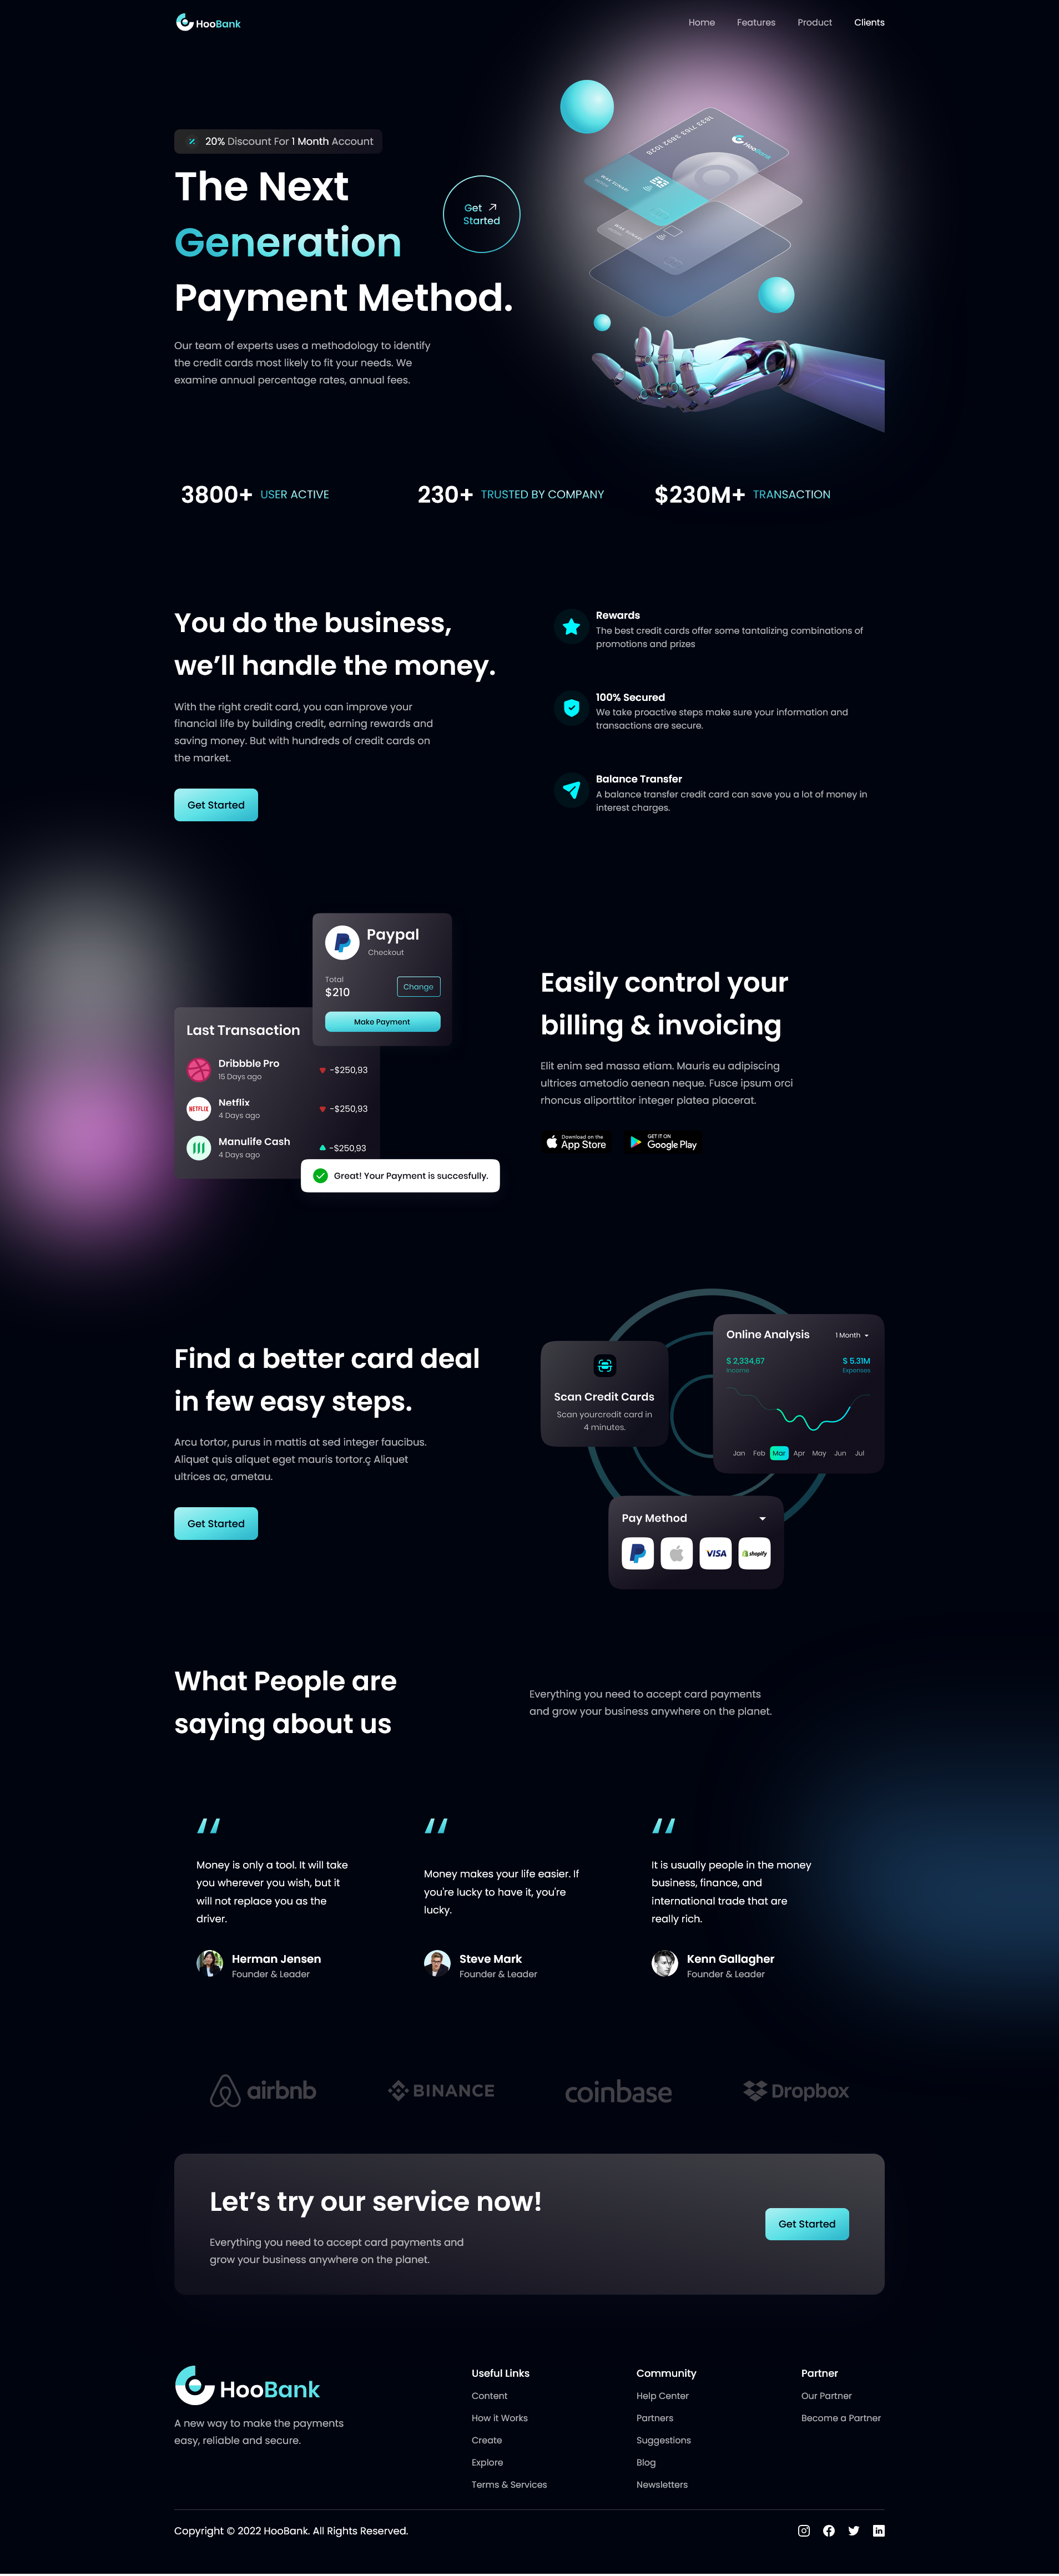 HooBank
Home
Features
Product
Clients
20% Discount For 1 Month Account
The Next
Generation
Payment Method.
Get
Started
1823 7163 2892 1028
HooBank
Our team of experts uses a methodology to identify
the credit cards most likely to fit your needs. We
examine annual percentage rates, annual fees.
3800+ USER ACTIVE
230+ TRUSTED BY COMPANY
$230M+ TRANSACTION
You do the business,
we’ll handle the money.
With the right credit card, you can improve your
financial life by building credit, earning rewards and
saving money. But with hundreds of credit cards on
the market.
Get Started
Rewards
The best credit cards offer some tantalizing combinations of
promotions and prizes
100% Secured
We take proactive steps make sure your information and
transactions are secure.
Balance Transfer
A balance transfer credit card can save you a lot of money in
interest charges.
Paypal
Checkout
Total
$210
Change
Make Payment
Last Transaction
Dribbble Pro
15 Days ago
-$250,93
NETFLIX
Netflix
4 Days ago
-$250,93
Manulife Cash
4 Days ago
-$250,93
Great! Your Payment is succesfully.
Easily control your
billing & invoicing
Elit enim sed massa etiam. Mauris eu adipiscing
ultrices ametodio aenean neque. Fusce ipsum orci
rhoncus aliporttitor integer platea placerat.
Download on the
App Store
GET IT ON
Google Play
Find a better card deal
in few easy steps.
Arcu tortor, purus in mattis at sed integer faucibus.
Aliquet quis aliquet eget mauris tortor.ç Aliquet
ultrices ac, ametau.
Get Started
Scan Credit Cards
Scan yourcredit card in
4 minutes.
Online Analysis
1 Month
$ 2,334,67
Income
$ 5.31M
Expenses
Jan Feb Mar Apr May Jun Jul
Pay Method
VISA
shopify
What People are
saying about us
Everything you need to accept card payments
and grow your business anywhere on the planet.
Money is only a tool. It will take
you wherever you wish, but it
will not replace you as the
driver.
Herman Jensen
Founder & Leader
Money makes your life easier. If
you're lucky to have it, you're
lucky.
Steve Mark
Founder & Leader
It is usually people in the money
business, finance, and
international trade that are
really rich.
Kenn Gallagher
Founder & Leader
airbnb
BINANCE
coinbase
Dropbox
Let’s try our service now!
Everything you need to accept card payments and
grow your business anywhere on the planet.
Get Started
HooBank
A new way to make the payments
easy, reliable and secure.
Useful Links
Content
How it Works
Create
Explore
Terms & Services
Community
Help Center
Partners
Suggestions
Blog
Newsletters
Partner
Our Partner
Become a Partner
Copyright © 2022 HooBank. All Rights Reserved.